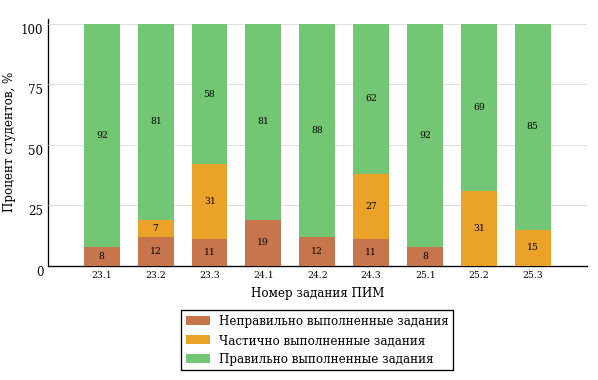 Процент студентов, %
100
75
50
25
0
92 81 58 81 88 62 92 69 85
7 31 27 31 15
8 12 11 19 12 11 8
23.1 23.2 23.3 24.1 24.2 24.3 25.1 25.2 25.3
Номер задания ПИМ
Неправильно выполненные задания
Частично выполненные задания
Правильно выполненные задания